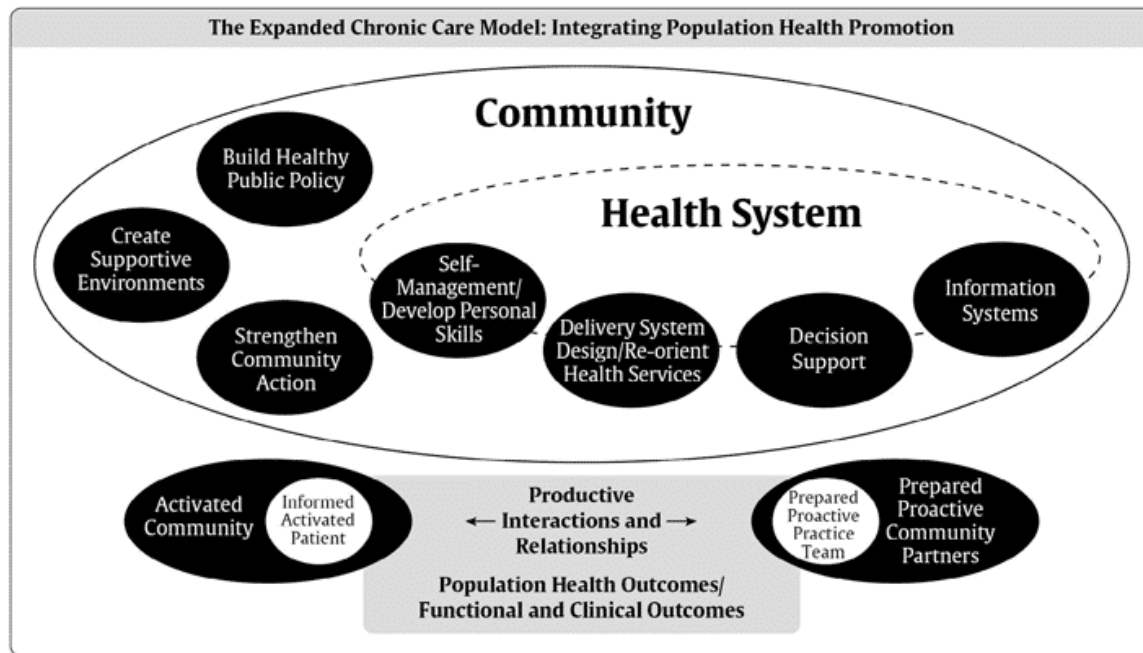 The Expanded Chronic Care Model: Integrating Population Health Promotion
Community
Build Healthy
Public Policy
Health System
Create
Supportive
Environments
Self-
Management/
Develop Personal
Skills
Information
Systems
Strengthen
Community
Action
Delivery System
Design/Re-orient
Health Services
Decision
Support
Activated
Community
Informed
Activated
Patient
Productive
Interactions and
Relationships
Prepared
Proactive
Practice
Team
Prepared
Proactive
Community
Partners
Population Health Outcomes/
Functional and Clinical Outcomes